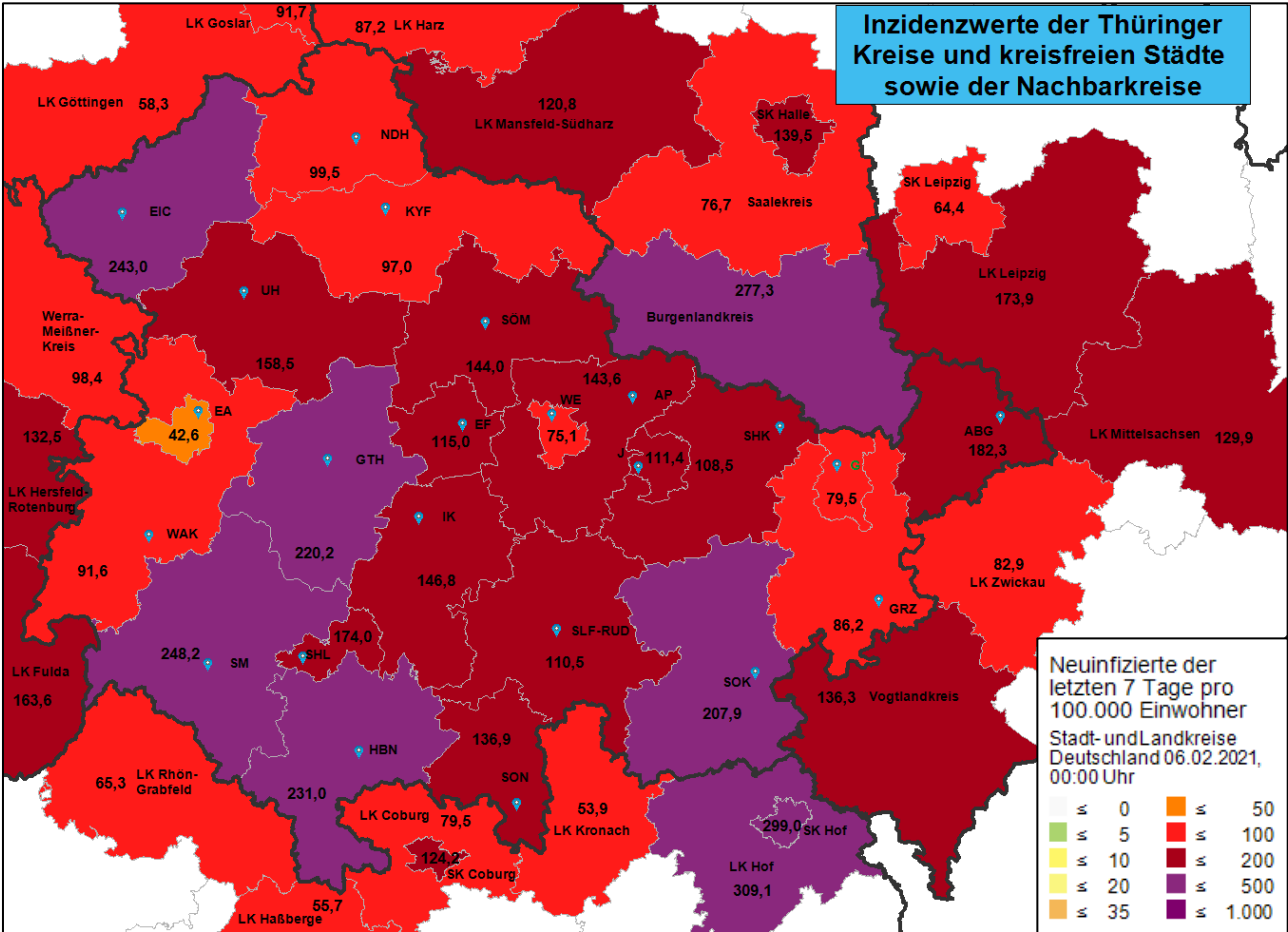 Inzidenzwerte der Thüringer
Kreise und kreisfreien Städte
sowie der Nachbarkreise
LK Goslar
91,7
87,2
LK Harz
LK Göttingen
58,3
120,8
LK Mansfeld-Südharz
SK Halle
139,5
NDH
99,5
SK Leipzig
64,4
EIC
243,0
KYF
97,0
76,7
Saalekreis
LK Leipzig
173,9
UH
158,5
277,3
Burgenlandkreis
Werra-
Meißner-
Kreis
98,4
SOM
144,0
143,6
AP
EA
42,6
EF
115,0
WE
75,1
SHK
108,5
J
111,4
ABG
182,3
LK Mittelsachsen
129,9
132,5
LK Hersfeld-
Rotenburg
GTH
220,2
G
79,5
WAK
91,6
IK
146,8
82,9
LK Zwickau
GRZ
86,2
SLF-RUD
110,5
174,0
SHL
248,2
SM
LK Fulda
163,6
SOK
207,9
136,3
Vogtlandkreis
HBN
231,0
136,9
SON
65,3
LK Rhön-
Grabfeld
LK Coburg
79,5
53,9
LK Kronach
124,2
SK Coburg
299,0
SK Hof
LK Hof
309,1
55,7
LK Haßberge
Neuinfizierte der
letzten 7 Tage pro
100.000 Einwohner
Stadt- und Landkreise
Deutschland 06.02.2021,
00:00 Uhr
≤ 0 ≤ 50
≤ 5 ≤ 100
≤ 10 ≤ 200
≤ 20 ≤ 500
≤ 35 ≤ 1.000